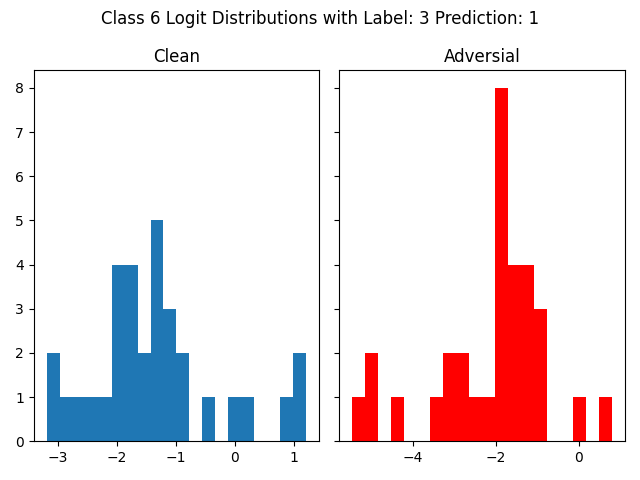 Class 6 Logit Distributions with Label: 3 Prediction: 1
Clean
Adversial
8
7
6
5
4
3
2
1
0
−3 −2 −1 0 1
−4 −2 0